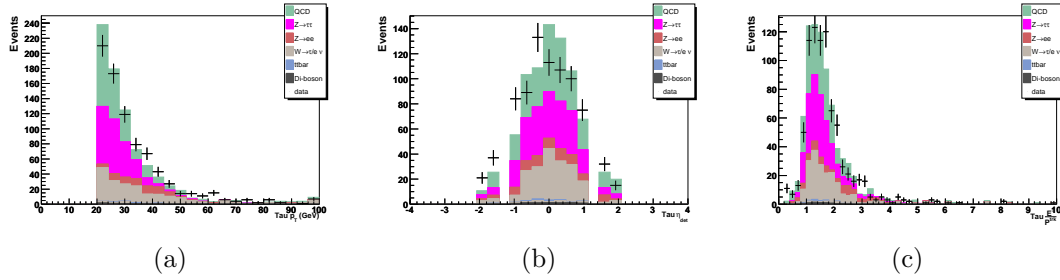 Events
240
220
200
180
160
140
120
100
80
60
40
20
0
0 10 20 30 40 50 60 70 80 90 100
Tau p_T (GeV)
QCD
Z→ττ
Z→ee
W→τ/e ν
ttbar
Di-boson
data
(a)
Events
140
120
100
80
60
40
20
0
-4 -3 -2 -1 0 1 2 3 4
Tau η_det
QCD
Z→ττ
Z→ee
W→τ/e ν
ttbar
Di-boson
data
(b)
Events
120
100
80
60
40
20
0
0 1 2 3 4 5 6 7 8 9 10
Tau
QCD
Z→ττ
Z→ee
W→τ/e ν
ttbar
Di-boson
data
(c)